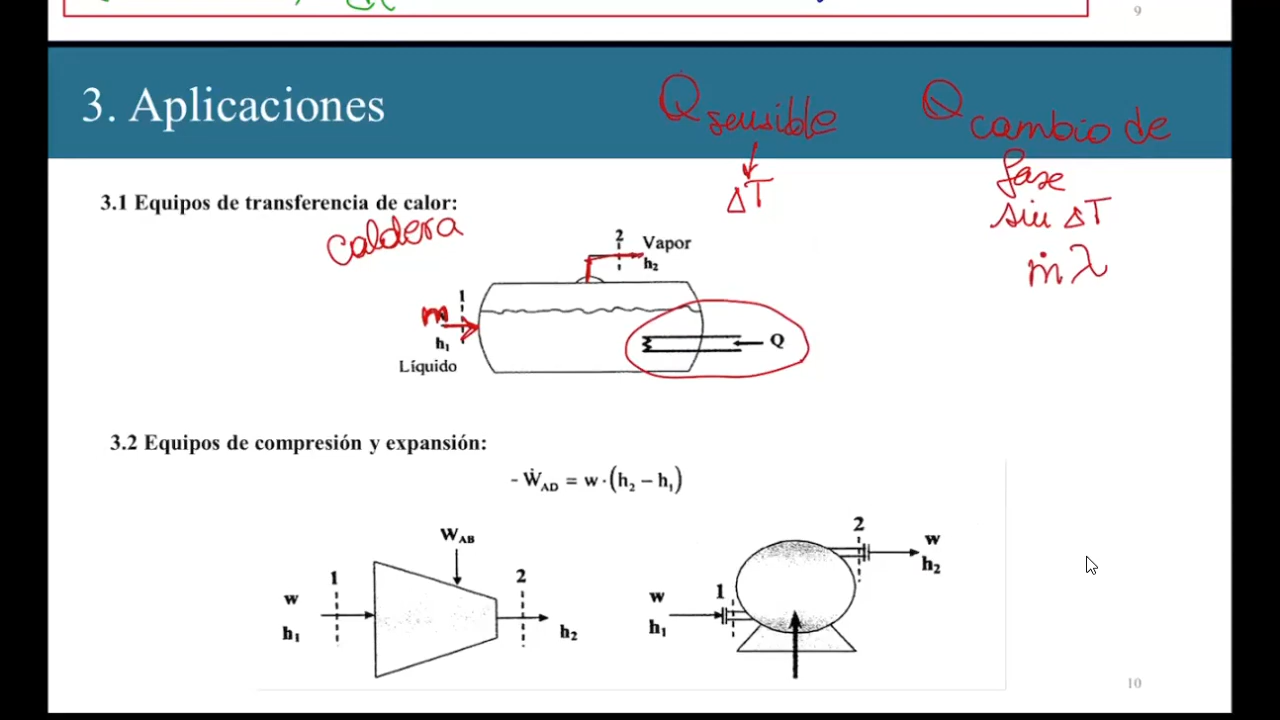 9
3. Aplicaciones
Q sensible
ΔT
Q cambio de
fase
sin ΔT
ṁλ
3.1 Equipos de transferencia de calor:
caldera
2
Vapor
h₂
1
m
h₁
Líquido
Q
3.2 Equipos de compresión y expansión:
- Ẇ_AD = w·(h₂ − h₁)
W_AB
1
w
h₁
2
h₂
w
h₁
1
2
w
h₂
10